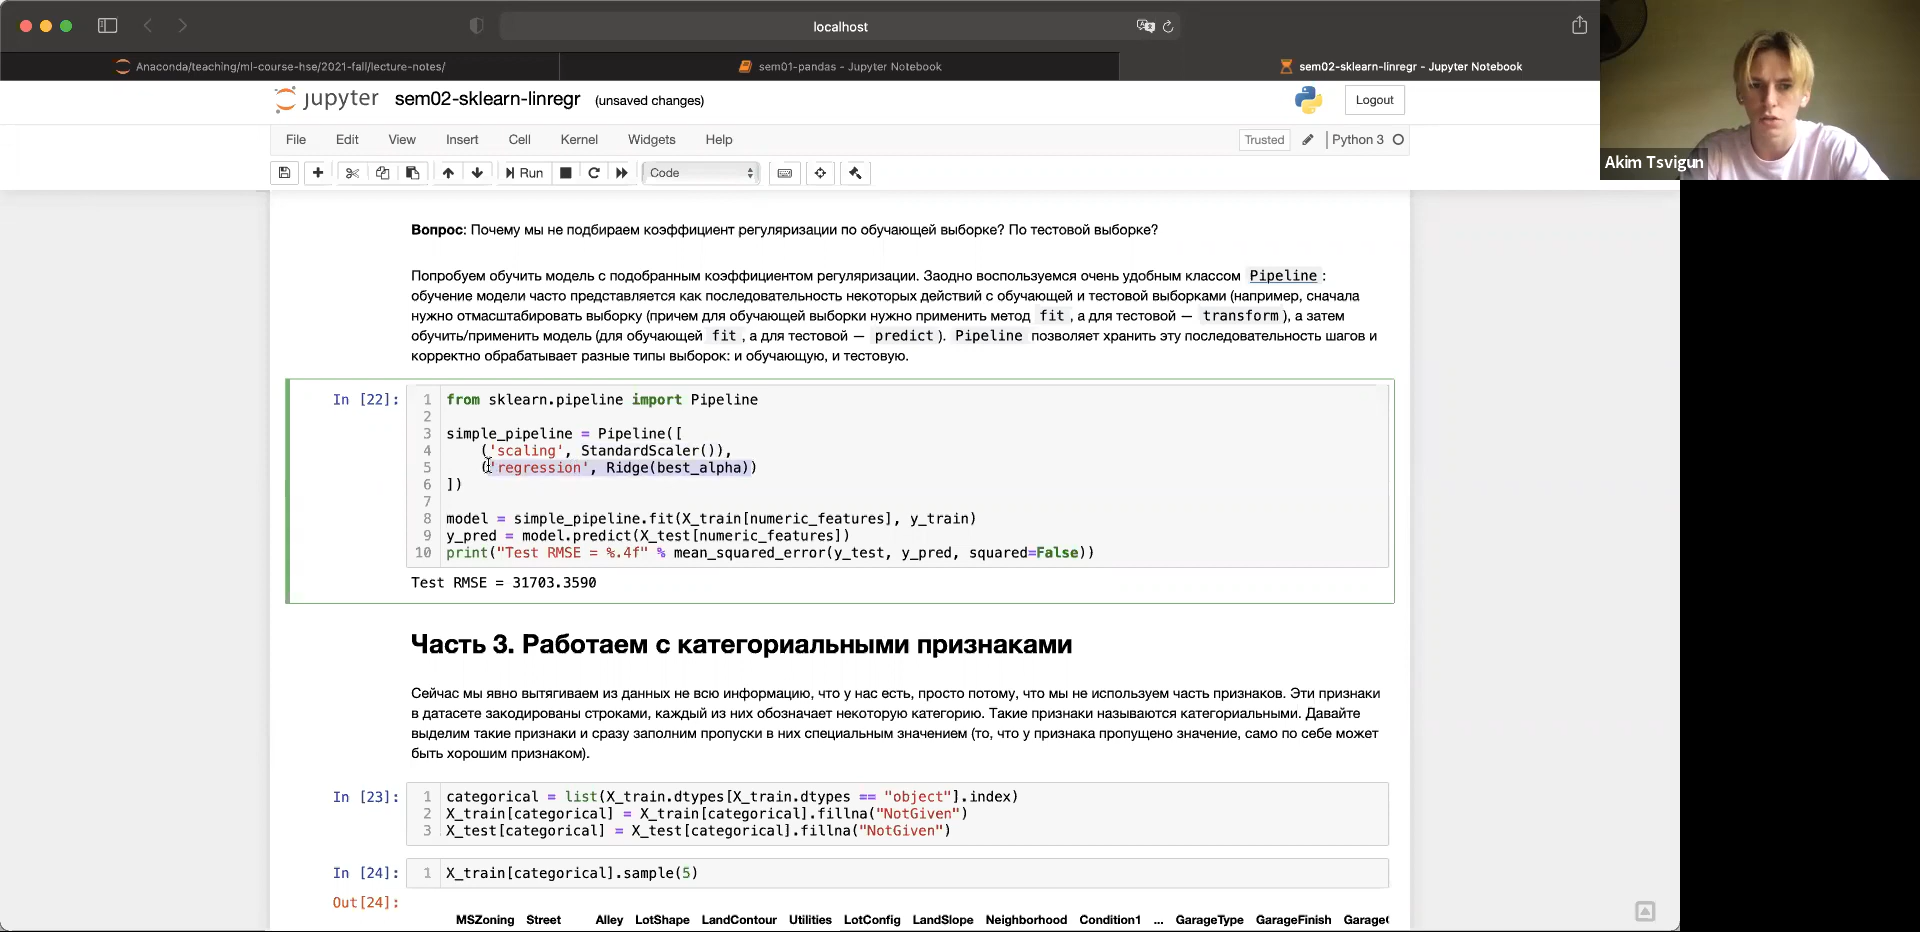 localhost
Anaconda/teaching/ml-course-hse/2021-fall/lecture-notes/
sem01-pandas - Jupyter Notebook
sem02-sklearn-linregr - Jupyter Notebook
jupyter sem02-sklearn-linregr (unsaved changes)
Logout
File Edit View Insert Cell Kernel Widgets Help
Trusted
Python 3
Run
Code
Akim Tsvigun
Вопрос: Почему мы не подбираем коэффициент регуляризации по обучающей выборке? По тестовой выборке?
Попробуем обучить модель с подобранным коэффициентом регуляризации. Заодно воспользуемся очень удобным классом Pipeline :
обучение модели часто представляется как последовательность некоторых действий с обучающей и тестовой выборками (например, сначала
нужно отмасштабировать выборку (причем для обучающей выборки нужно применить метод fit , а для тестовой — transform ), а затем
обучить/применить модель (для обучающей fit , а для тестовой — predict ). Pipeline позволяет хранить эту последовательность шагов и
корректно обрабатывает разные типы выборок: и обучающую, и тестовую.
In [22]:
1 from sklearn.pipeline import Pipeline
2
3 simple_pipeline = Pipeline([
4 ('scaling', StandardScaler()),
5 ('regression', Ridge(best_alpha))
6 ])
7
8 model = simple_pipeline.fit(X_train[numeric_features], y_train)
9 y_pred = model.predict(X_test[numeric_features])
10 print("Test RMSE = %.4f" % mean_squared_error(y_test, y_pred, squared=False))
Test RMSE = 31703.3590
Часть 3. Работаем с категориальными признаками
Сейчас мы явно вытягиваем из данных не всю информацию, что у нас есть, просто потому, что мы не используем часть признаков. Эти признаки
в датасете закодированы строками, каждый из них обозначает некоторую категорию. Такие признаки называются категориальными. Давайте
выделим такие признаки и сразу заполним пропуски в них специальным значением (то, что у признака пропущено значение, само по себе может
быть хорошим признаком).
In [23]:
1 categorical = list(X_train.dtypes[X_train.dtypes == "object"].index)
2 X_train[categorical] = X_train[categorical].fillna("NotGiven")
3 X_test[categorical] = X_test[categorical].fillna("NotGiven")
In [24]:
1 X_train[categorical].sample(5)
Out[24]:
MSZoning Street Alley LotShape LandContour Utilities LotConfig LandSlope Neighborhood Condition1 ... GarageType GarageFinish Garage